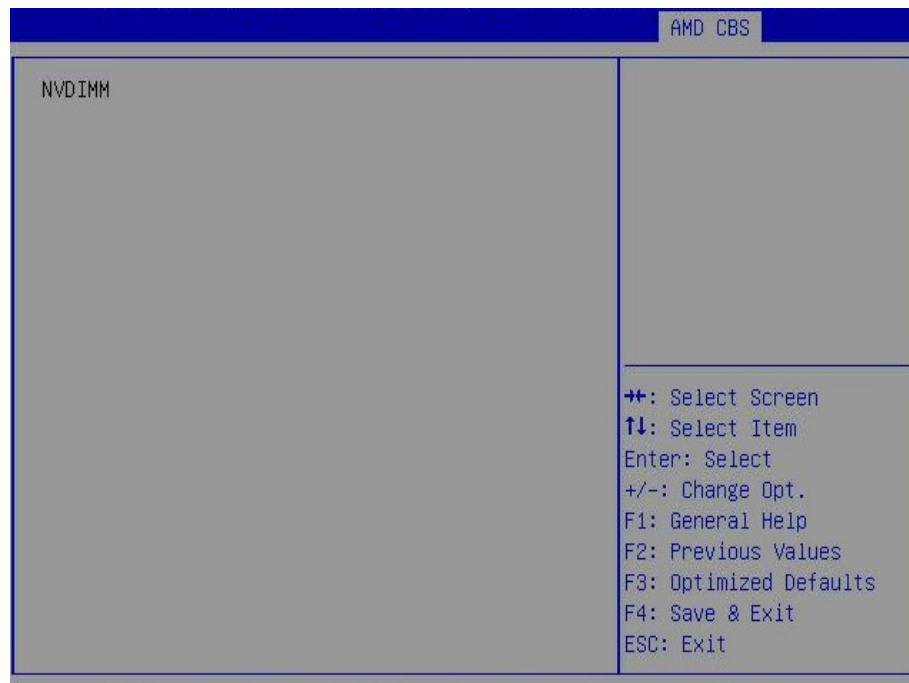 AMD CBS
NVDIMM
→←: Select Screen
↑↓: Select Item
Enter: Select
+/-: Change Opt.
F1: General Help
F2: Previous Values
F3: Optimized Defaults
F4: Save & Exit
ESC: Exit